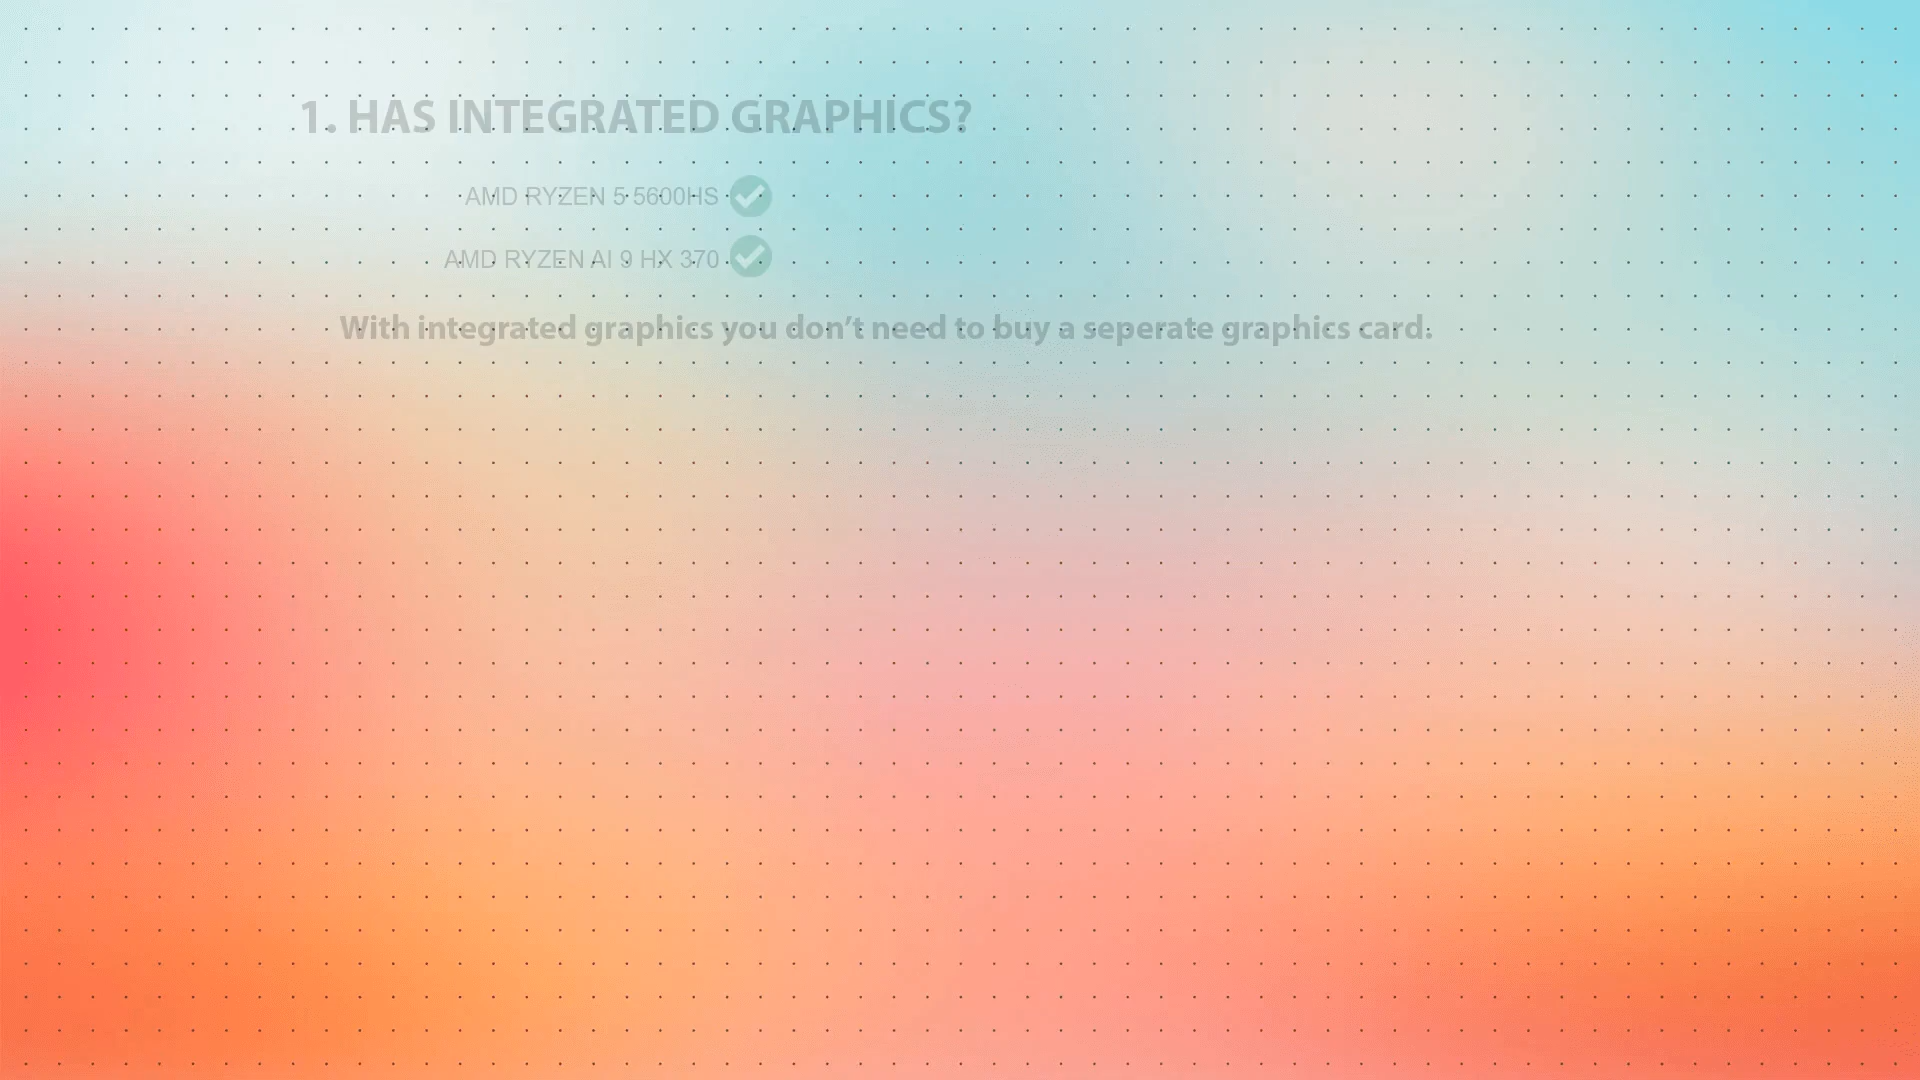 1. HAS INTEGRATED GRAPHICS?
AMD RYZEN 5 5600HS
AMD RYZEN AI 9 HX 370
With integrated graphics you don’t need to buy a seperate graphics card.